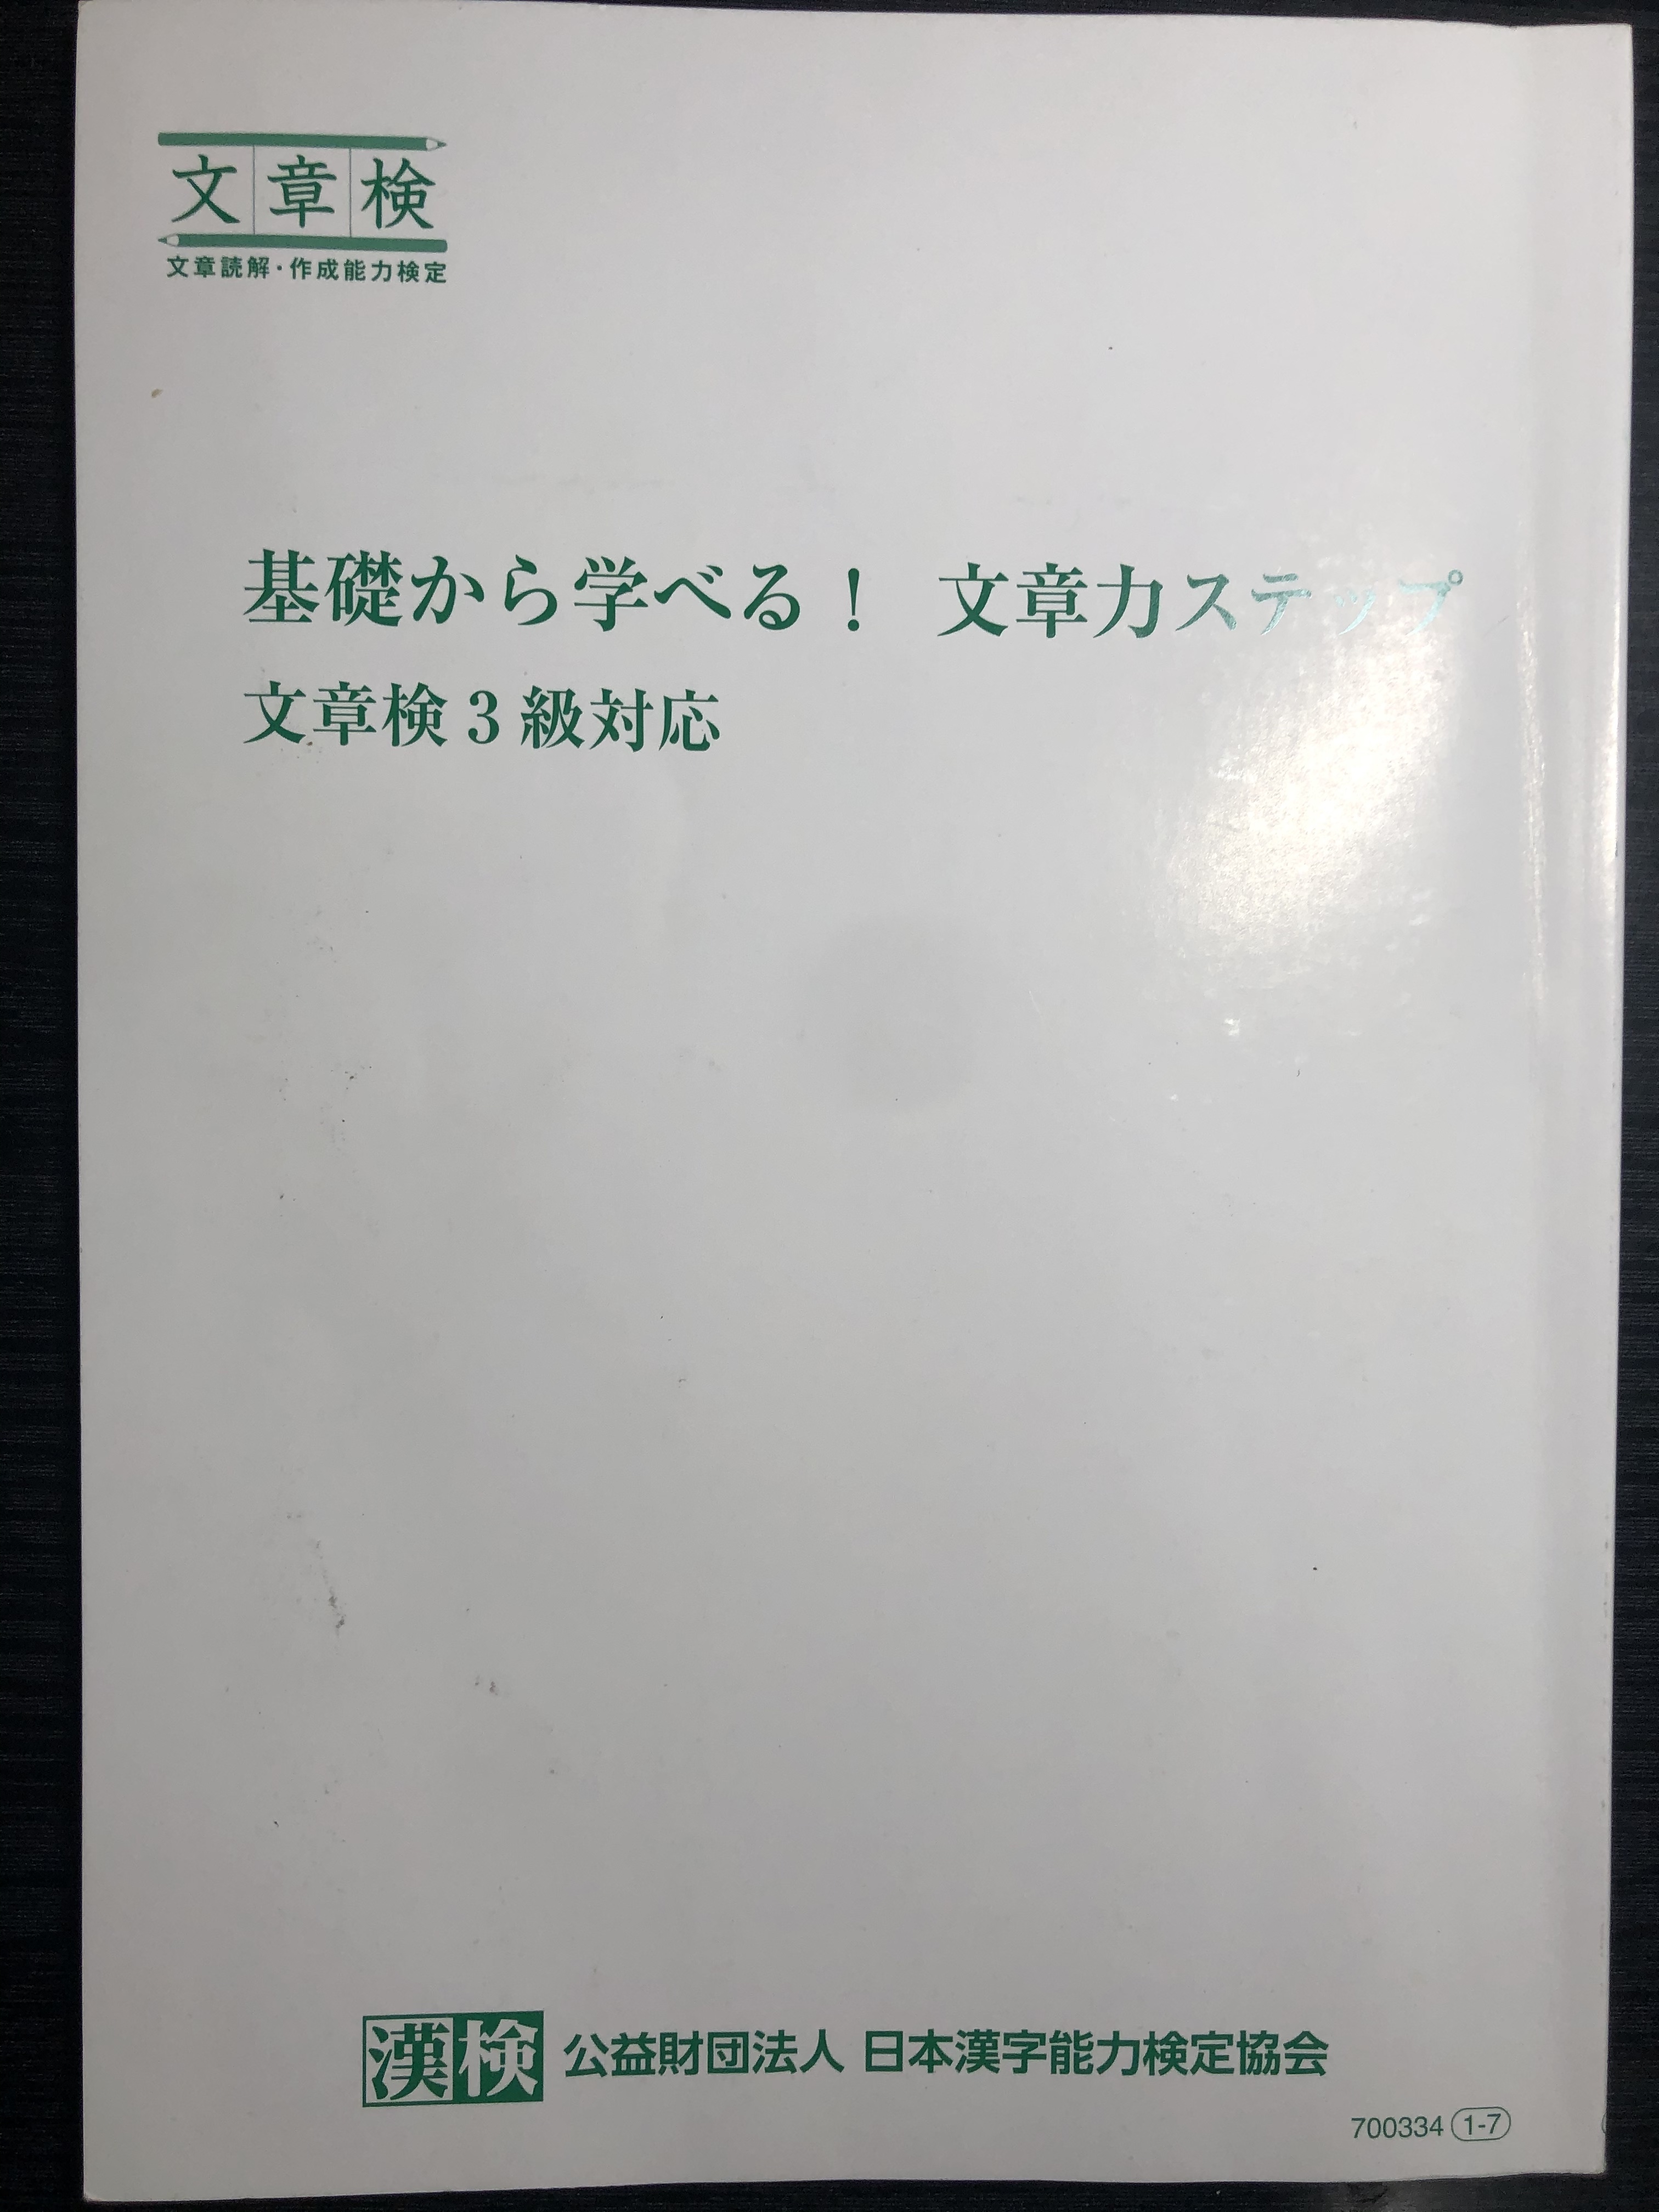 文章検
文章読解・作成能力検定
基礎から学べる！ 文章力ステップ
文章検3級対応
漢検 公益財団法人 日本漢字能力検定協会
700334 1-7